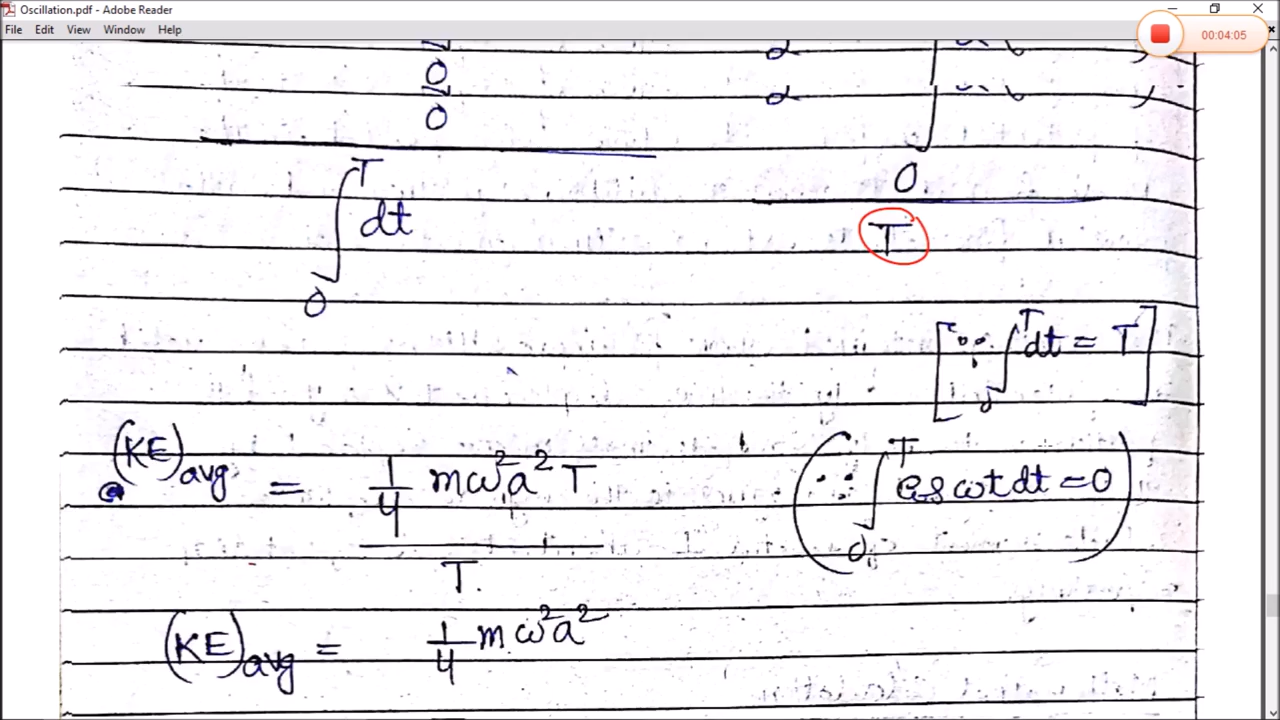 Oscillation.pdf - Adobe Reader
File Edit View Window Help
00:04:05
0
0
0
T
∫ dt
0
T
[∵ ∫₀ᵀ dt = T]
(KE)avg = 1/4 mω²a² T
T
(∵ ∫₀ᵀ cos ωt dt = 0)
(KE)avg = 1/4 mω²a²